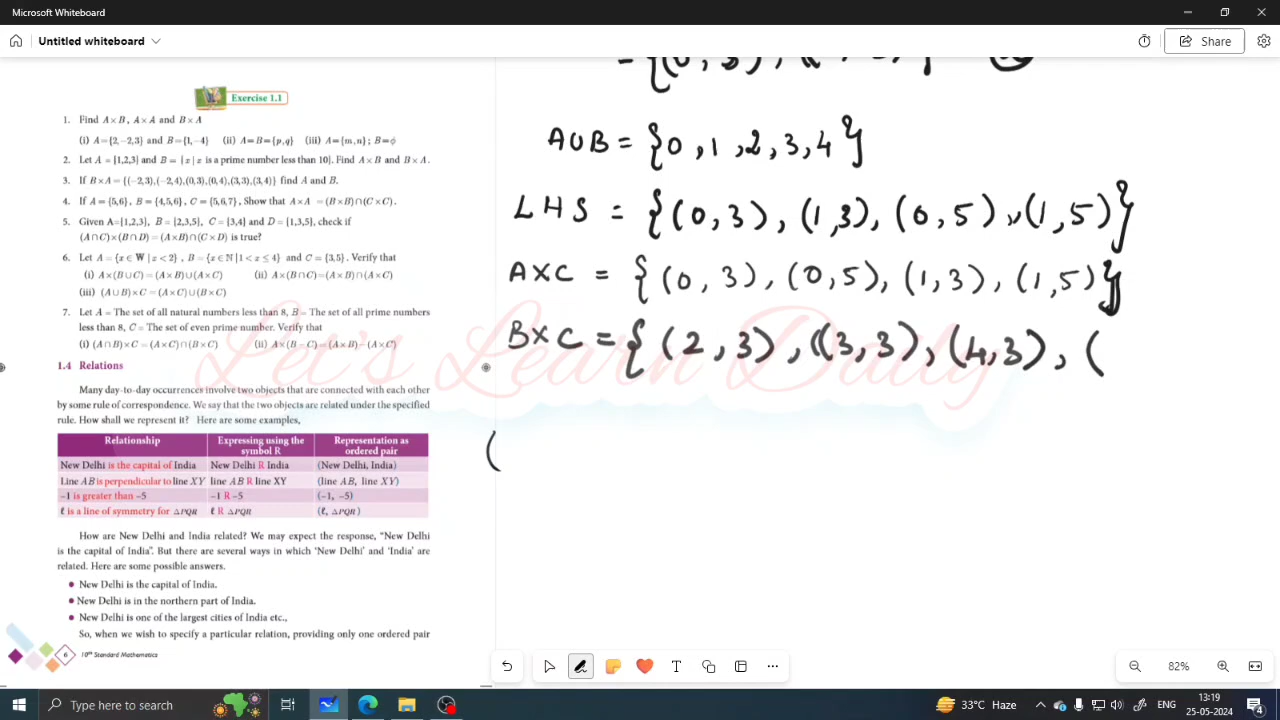 Microsoft Whiteboard
Untitled whiteboard
Share
Exercise 1.1
1. Find A×B, A×A and B×A
(i) A={2,−2,3} and B={1,−4} (ii) A=B={p,q} (iii) A={m,n}; B=ϕ
2. Let A = {1,2,3} and B = {x | x is a prime number less than 10}. Find A×B and B×A.
3. If B×A = {(−2,3),(−2,4),(0,3),(0,4),(3,3),(3,4)} find A and B.
4. If A = {5,6}, B = {4,5,6}, C = {5,6,7}, Show that A×A = (B×B)∩(C×C).
5. Given A={1,2,3}, B = {2,3,5}, C = {3,4} and D = {1,3,5}, check if
(A∩C)×(B∩D) = (A×B)∩(C×D) is true?
6. Let A = {x ∈ W | x < 2}, B = {x ∈ N | 1 < x ≤ 4} and C = {3,5}. Verify that
(i) A×(B∪C) = (A×B)∪(A×C) (ii) A×(B∩C)=(A×B)∩(A×C)
(iii) (A∪B)×C = (A×C)∪(B×C)
7. Let A = The set of all natural numbers less than 8, B = The set of all prime numbers
less than 8, C = The set of even prime number. Verify that
(i) (A∩B)×C = (A×C)∩(B×C) (ii) A×(B−C)=(A×B)−(A×C)
1.4 Relations
Many day-to-day occurrences involve two objects that are connected with each other
by some rule of correspondence. We say that the two objects are related under the specified
rule. How shall we represent it? Here are some examples,
Relationship Expressing using the symbol R Representation as ordered pair
New Delhi is the capital of India New Delhi R India (New Delhi, India)
Line AB is perpendicular to line XY line AB R line XY (line AB, line XY)
−1 is greater than −5 −1 R −5 (−1, −5)
ℓ is a line of symmetry for △PQR ℓ R △PQR (ℓ, △PQR)
How are New Delhi and India related? We may expect the response, “New Delhi
is the capital of India”. But there are several ways in which ‘New Delhi’ and ‘India’ are
related. Here are some possible answers.
• New Delhi is the capital of India.
• New Delhi is in the northern part of India.
• New Delhi is one of the largest cities of India etc.,
So, when we wish to specify a particular relation, providing only one ordered pair
6 10th Standard Mathematics
A∪B = {0,1,2,3,4}
LHS = {(0,3),(1,3),(0,5),(1,5)}
A×C = {(0,3),(0,5),(1,3),(1,5)}
B×C = {(2,3),((3,3),(4,3),(
(
Let's Learn Daily
82%
Type here to search
33°C Haze
ENG
13:19
25-05-2024
4